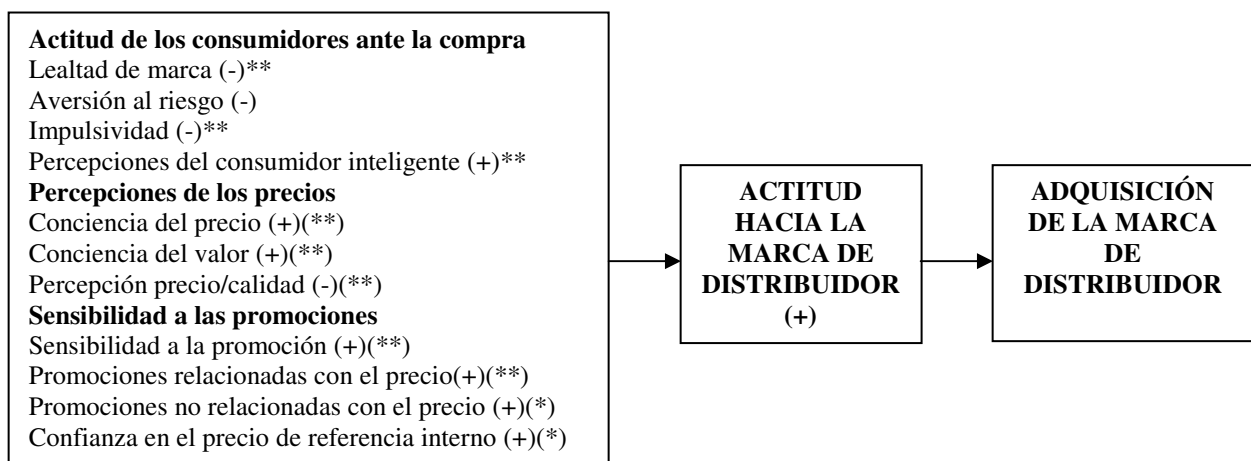 Actitud de los consumidores ante la compra
Lealtad de marca (-)**
Aversión al riesgo (-)
Impulsividad (-)**
Percepciones del consumidor inteligente (+)**
Percepciones de los precios
Conciencia del precio (+)(**)
Conciencia del valor (+)(**)
Percepción precio/calidad (-)(**)
Sensibilidad a las promociones
Sensibilidad a la promoción (+)(**)
Promociones relacionadas con el precio(+)(**)
Promociones no relacionadas con el precio (+)(*)
Confianza en el precio de referencia interno (+)(*)
ACTITUD
HACIA LA
MARCA DE
DISTRIBUIDOR
(+)
ADQUISICIÓN
DE LA MARCA
DE
DISTRIBUIDOR